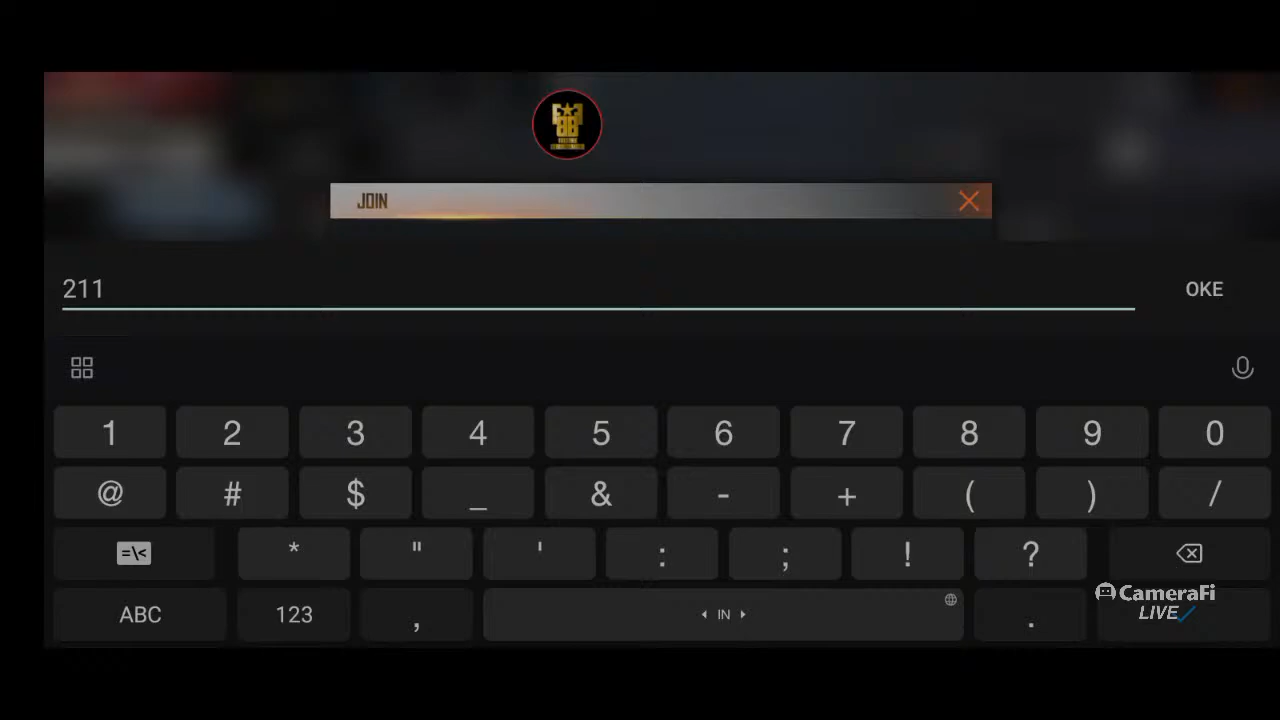 JOIN
211
OKE
1 2 3 4 5 6 7 8 9 0
@ # $ _ & - + ( ) /
=\< * " ' : ; ! ?
CameraFi
LIVE
ABC 123 , IN .